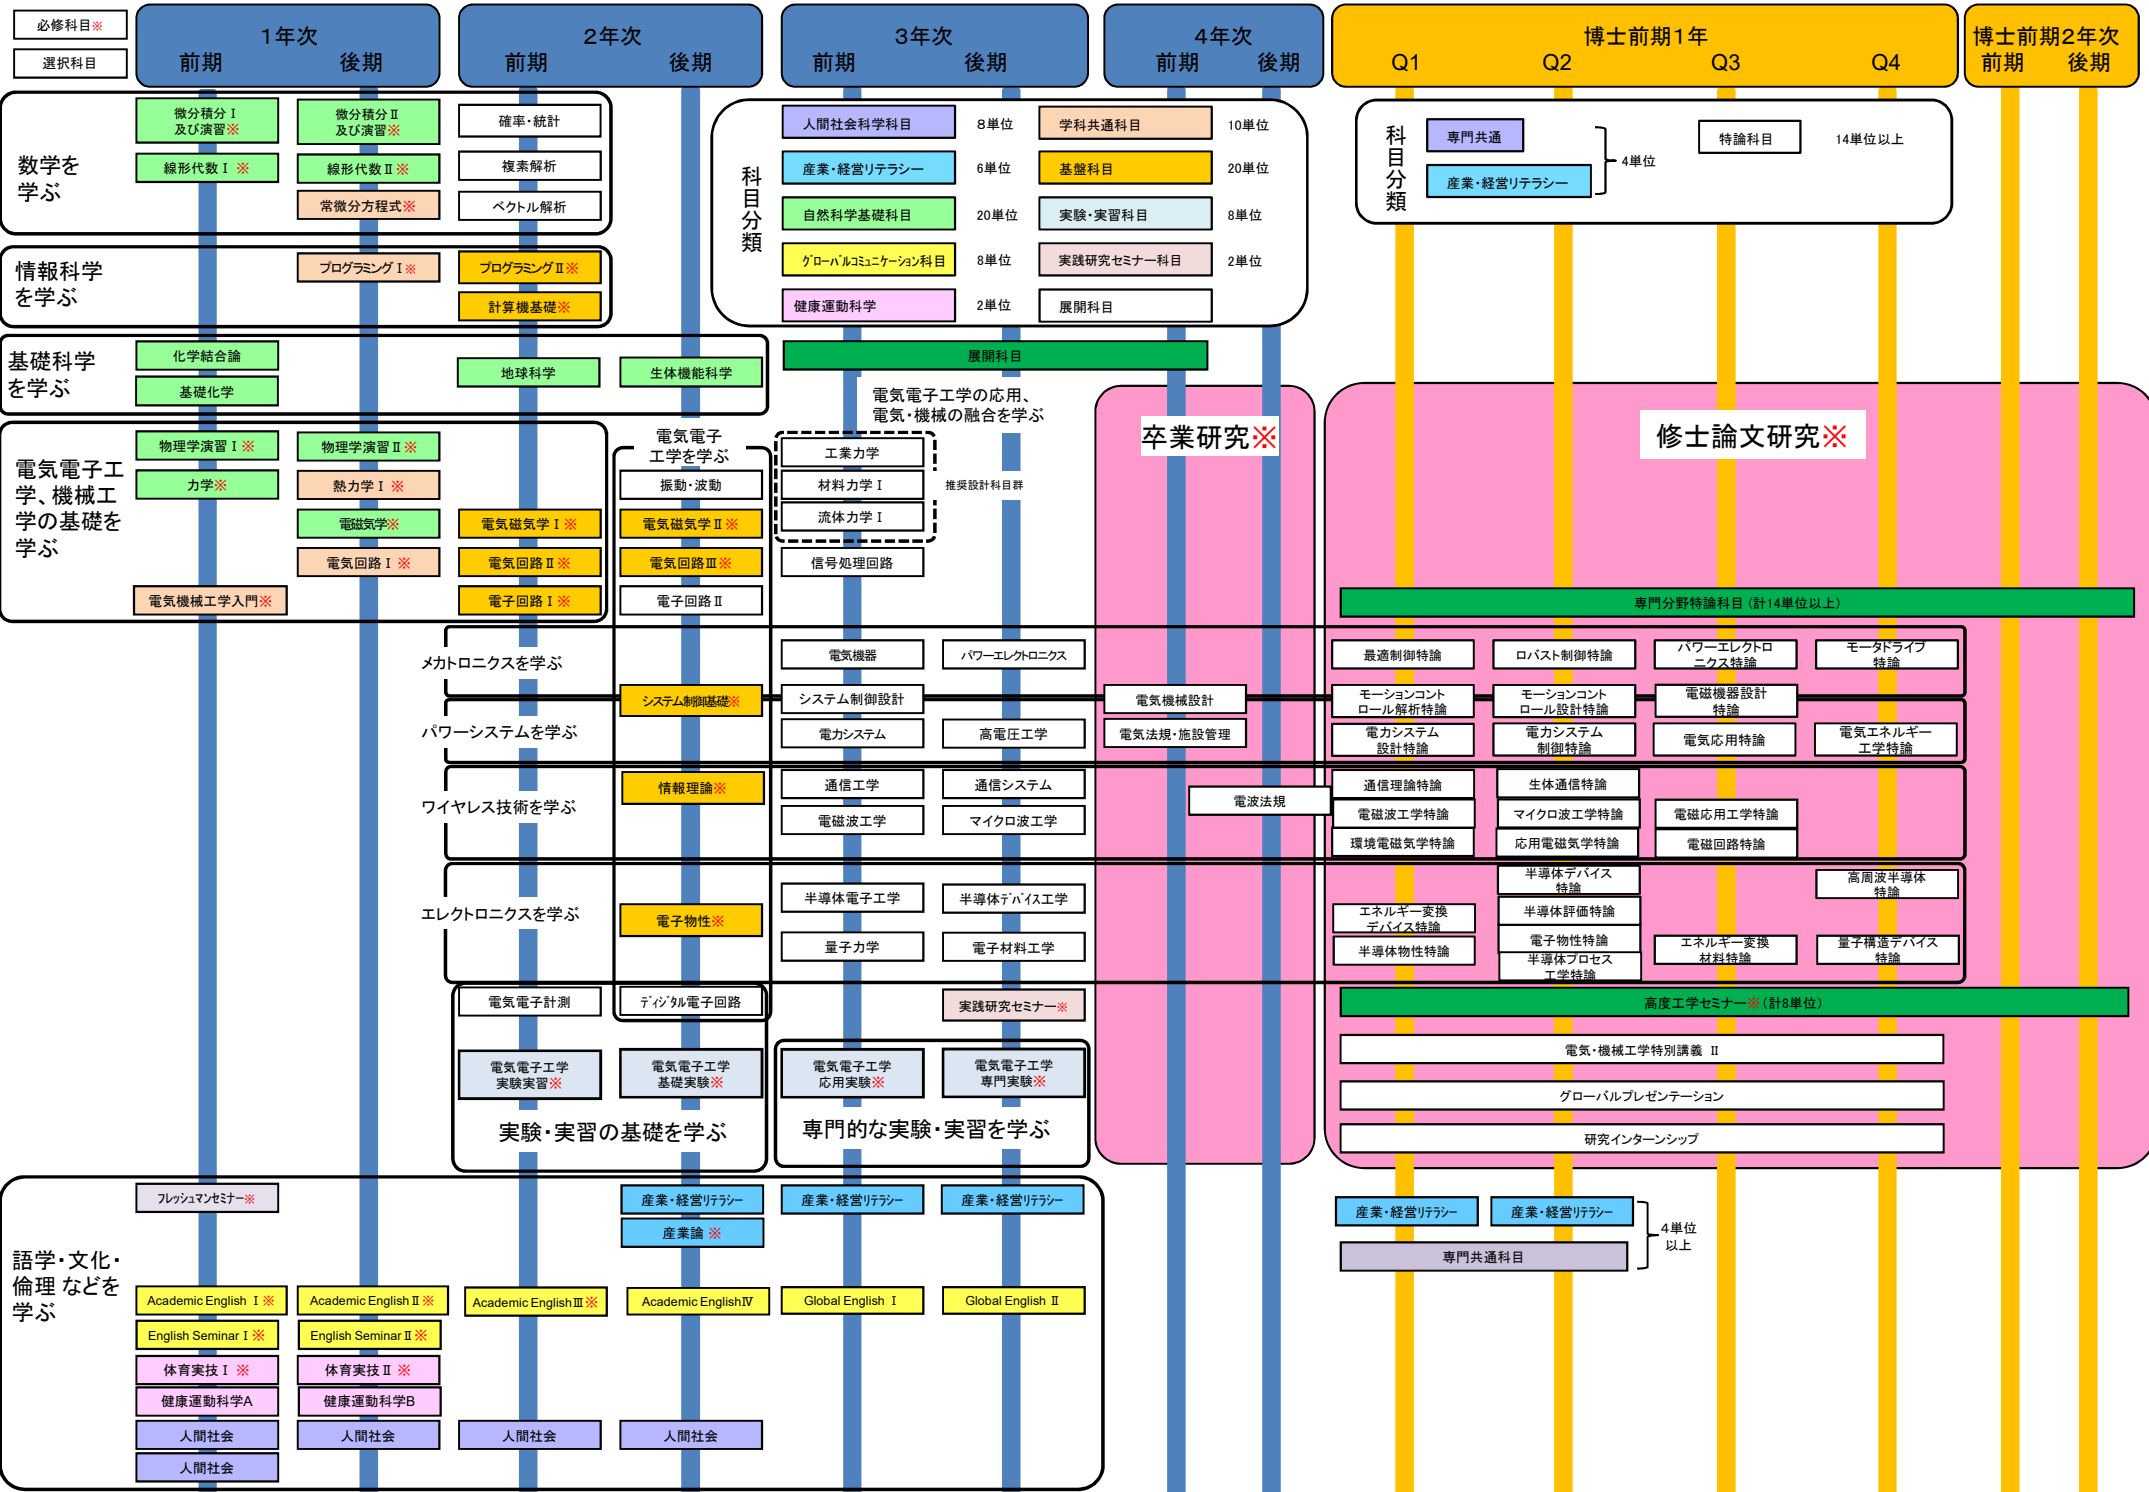 必修科目※
選択科目
1年次
前期 後期
2年次
前期 後期
3年次
前期 後期
4年次
前期 後期
博士前期1年
Q1 Q2 Q3 Q4
博士前期2年次
前期 後期
数学を
学ぶ
微分積分Ⅰ
及び演習※
微分積分Ⅱ
及び演習※
確率・統計
線形代数Ⅰ※
線形代数Ⅱ※
複素解析
常微分方程式※
ベクトル解析
科目分類
人間社会科学科目 8単位
学科共通科目 10単位
産業・経営リテラシー 6単位
基盤科目 20単位
自然科学基礎科目 20単位
実験・実習科目 8単位
グローバルコミュニケーション科目 8単位
実践研究セミナー科目 2単位
健康運動科学 2単位
展開科目
科目分類
専門共通
産業・経営リテラシー
4単位
特論科目 14単位以上
情報科学
を学ぶ
プログラミングⅠ※
プログラミングⅡ※
計算機基礎※
基礎科学
を学ぶ
化学結合論
基礎化学
地球科学
生体機能科学
展開科目
電気電子工学の応用、
電気・機械の融合を学ぶ
卒業研究※
修士論文研究※
電気電子工
学、機械工
学の基礎を
学ぶ
物理学演習Ⅰ※
物理学演習Ⅱ※
力学※
熱力学Ⅰ※
電磁気学※
電気磁気学Ⅰ※
電気回路Ⅰ※
電気回路Ⅱ※
電気機械工学入門※
電子回路Ⅰ※
電気電子
工学を学ぶ
振動・波動
電気磁気学Ⅱ※
電気回路Ⅲ※
電子回路Ⅱ
工業力学
材料力学Ⅰ
流体力学Ⅰ
推奨設計科目群
信号処理回路
専門分野特論科目(計14単位以上)
メカトロニクスを学ぶ
電気機器
パワーエレクトロニクス
最適制御特論
ロバスト制御特論
パワーエレクトロ
ニクス特論
モータドライブ
特論
システム制御基礎※
システム制御設計
電気機械設計
モーションコント
ロール解析特論
モーションコント
ロール設計特論
電磁機器設計
特論
パワーシステムを学ぶ
電力システム
高電圧工学
電気法規・施設管理
電力システム
設計特論
電力システム
制御特論
電気応用特論
電気エネルギー
工学特論
ワイヤレス技術を学ぶ
情報理論※
通信工学
通信システム
電波法規
通信理論特論
生体通信特論
電磁波工学
マイクロ波工学
電磁波工学特論
マイクロ波工学特論
電磁応用工学特論
環境電磁気学特論
応用電磁気学特論
電磁回路特論
エレクトロニクスを学ぶ
電子物性※
半導体電子工学
半導体デバイス工学
半導体デバイス
特論
高周波半導体
特論
エネルギー変換
デバイス特論
半導体評価特論
量子力学
電子材料工学
半導体物性特論
電子物性特論
エネルギー変換
材料特論
量子構造デバイス
特論
半導体プロセス
工学特論
電気電子計測
ディジタル電子回路
実践研究セミナー※
高度工学セミナー※(計8単位)
電気電子工学
実験実習※
電気電子工学
基礎実験※
電気電子工学
応用実験※
電気電子工学
専門実験※
実験・実習の基礎を学ぶ
専門的な実験・実習を学ぶ
電気・機械工学特別講義 Ⅱ
グローバルプレゼンテーション
研究インターンシップ
語学・文化・
倫理 などを
学ぶ
フレッシュマンセミナー※
産業・経営リテラシー
産業・経営リテラシー
産業・経営リテラシー
産業・経営リテラシー
産業・経営リテラシー
産業論 ※
専門共通科目
4単位
以上
Academic English Ⅰ※
Academic English Ⅱ※
Academic EnglishⅢ※
Academic EnglishⅣ
Global English Ⅰ
Global English Ⅱ
English Seminar Ⅰ※
English Seminar Ⅱ※
体育実技Ⅰ ※
体育実技Ⅱ ※
健康運動科学A
健康運動科学B
人間社会
人間社会
人間社会
人間社会
人間社会